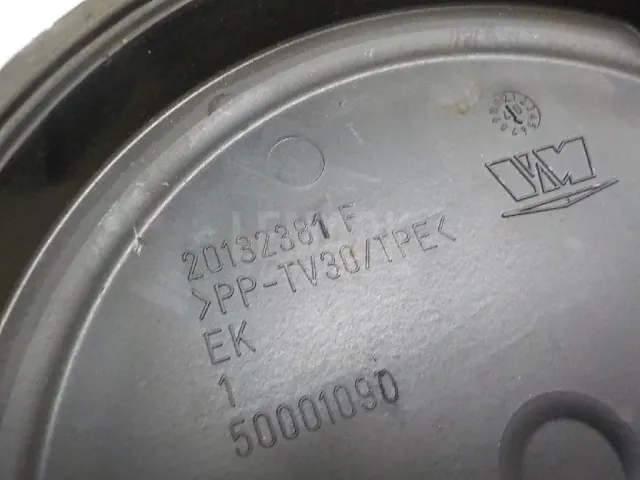 20132381 F
>PP-TV30/TPE<
EK
1
50001090